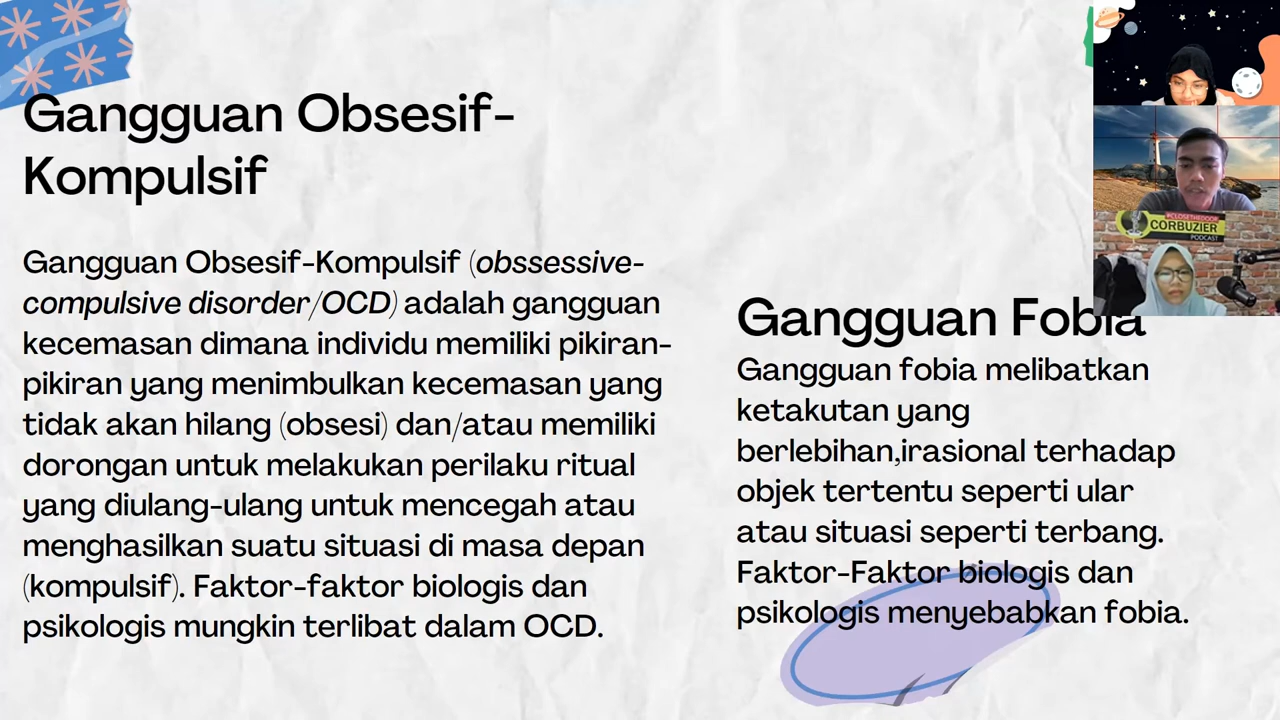 Gangguan Obsesif-
Kompulsif
Gangguan Obsesif-Kompulsif (obssessive-
compulsive disorder/OCD) adalah gangguan
kecemasan dimana individu memiliki pikiran-
pikiran yang menimbulkan kecemasan yang
tidak akan hilang (obsesi) dan/atau memiliki
dorongan untuk melakukan perilaku ritual
yang diulang-ulang untuk mencegah atau
menghasilkan suatu situasi di masa depan
(kompulsif). Faktor-faktor biologis dan
psikologis mungkin terlibat dalam OCD.
Gangguan Fobia
Gangguan fobia melibatkan
ketakutan yang
berlebihan,irasional terhadap
objek tertentu seperti ular
atau situasi seperti terbang.
Faktor-Faktor biologis dan
psikologis menyebabkan fobia.
#CLOSETHEDOOR
CORBUZIER
PODCAST